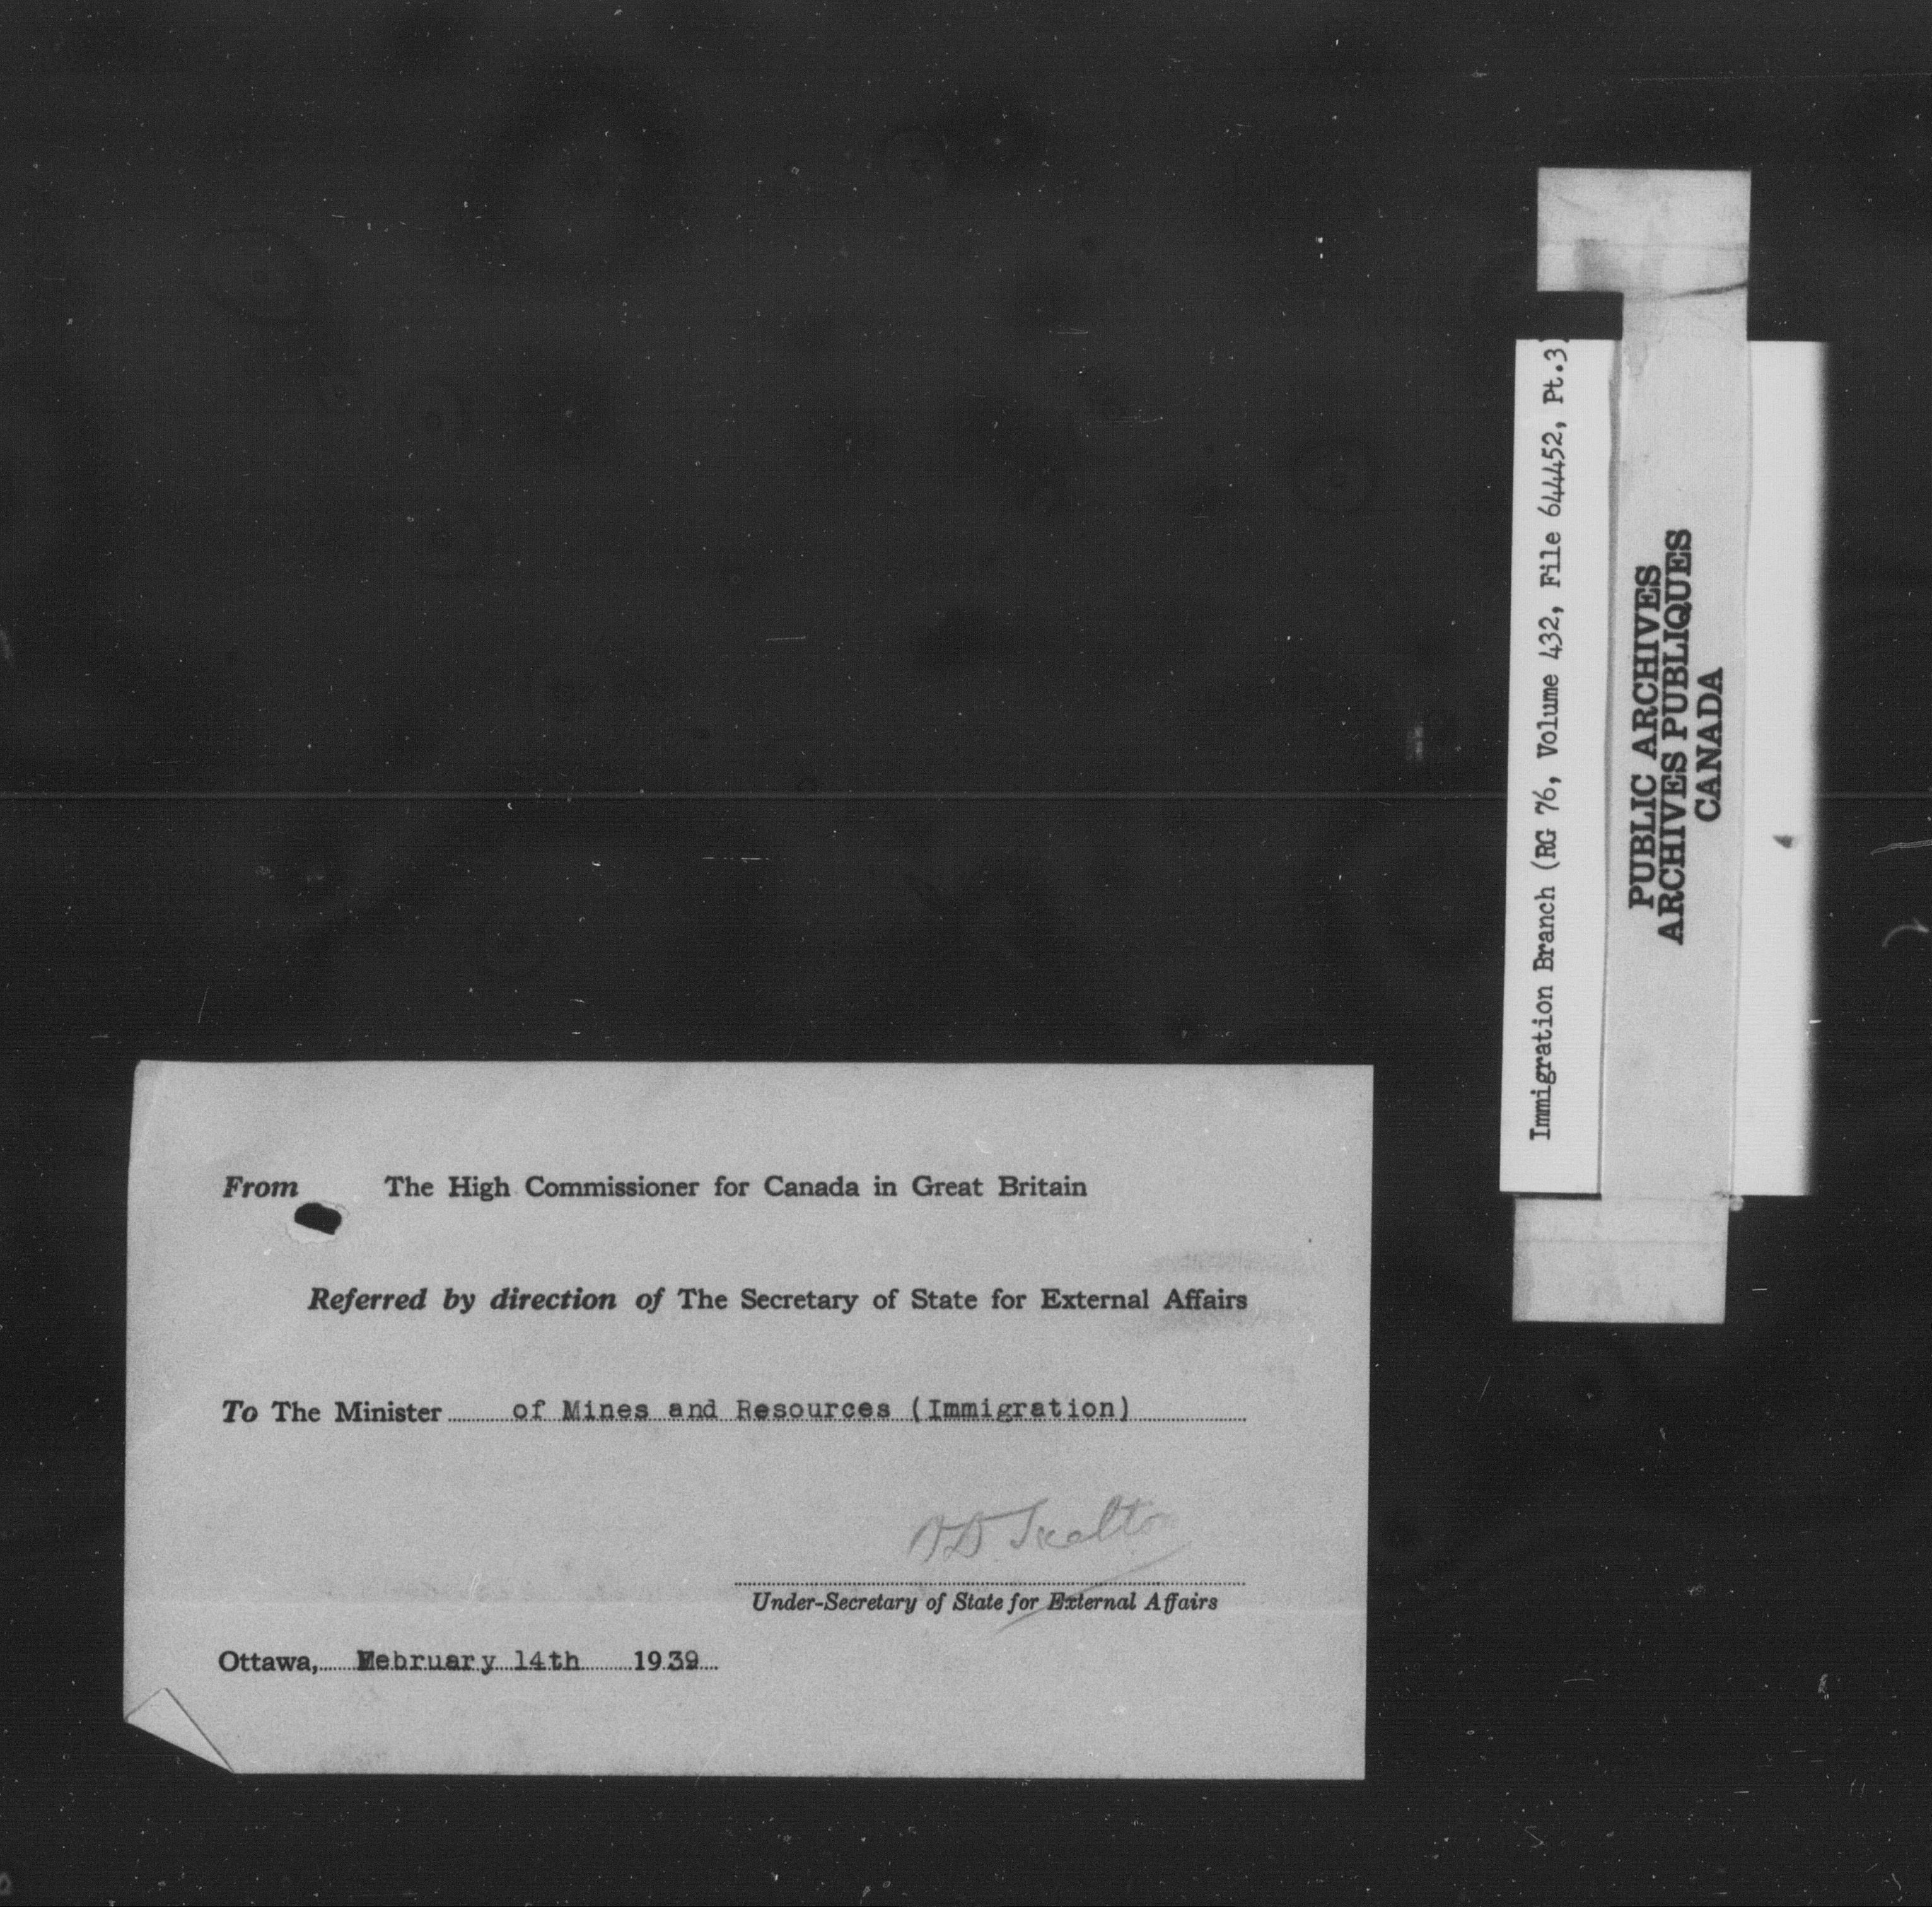 From The High Commissioner for Canada in Great Britain
Referred by direction of The Secretary of State for External Affairs
To The Minister of Mines and Resources (Immigration)
O D Skelton
Under-Secretary of State for External Affairs
Ottawa, February 14th 1939
Immigration Branch (RG 76, Volume 432, File 644452, Pt.3)
PUBLIC ARCHIVES
ARCHIVES PUBLIQUES
CANADA